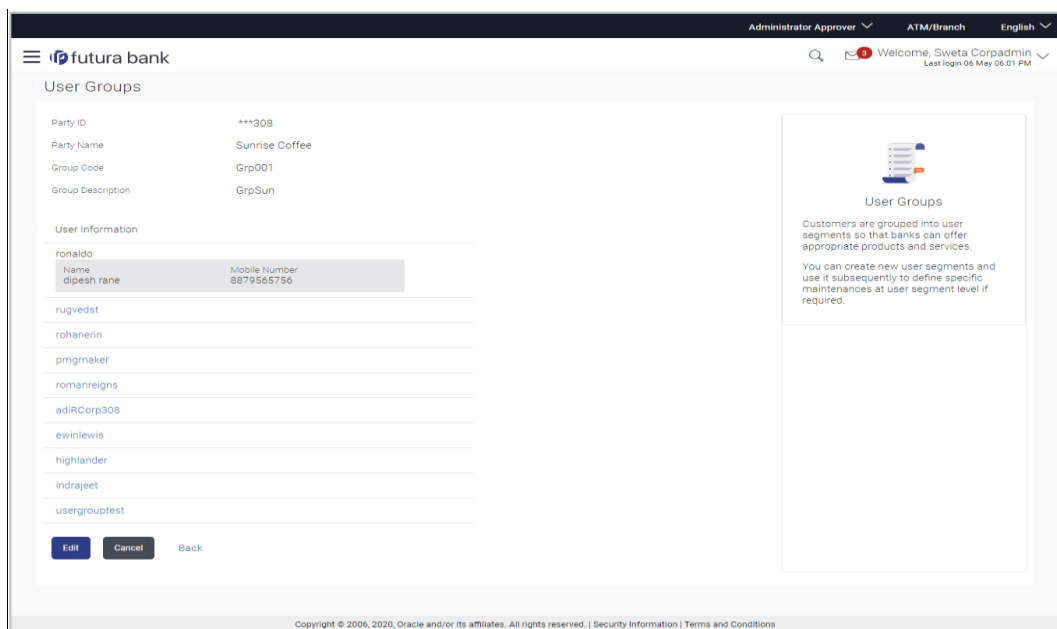 Administrator Approver ATM/Branch English
futura bank
3 Welcome, Sweta Corpadmin
Last login 06 May 06:01 PM
User Groups
Party ID ***308
Party Name Sunrise Coffee
Group Code Grp001
Group Description GrpSun
User Information
ronaldo
Name Mobile Number
dipesh rane 8879565756
rugvedst
rohanerin
pmgmaker
romanreigns
adiRCorp308
ewinlewis
highlander
indrajeet
usergrouptest
Edit Cancel Back
User Groups
Customers are grouped into user
segments so that banks can offer
appropriate products and services.
You can create new user segments and
use it subsequently to define specific
maintenances at user segment level if
required.
Copyright © 2006, 2020, Oracle and/or its affiliates. All rights reserved. | Security Information | Terms and Conditions